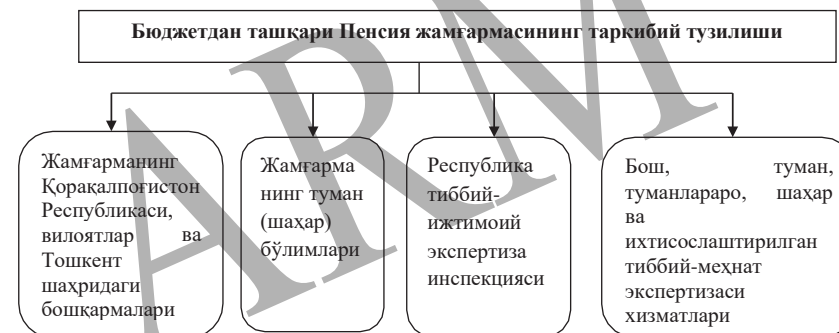 Бюджетдан ташқари Пенсия жамғармасининг таркибий тузилиши
Жамғарманинг
Қорақалпоғистон
Республикаси,
вилоятлар ва
Тошкент
шаҳридаги
бошқармалари
Жамғарма
нинг туман
(шаҳар)
бўлимлари
Республика
тиббий-
ижтимоий
экспертиза
инспекцияси
Бош, туман,
туманлараро, шаҳар
ва
ихтисослаштирилган
тиббий-меҳнат
экспертизаси
хизматлари
ARM